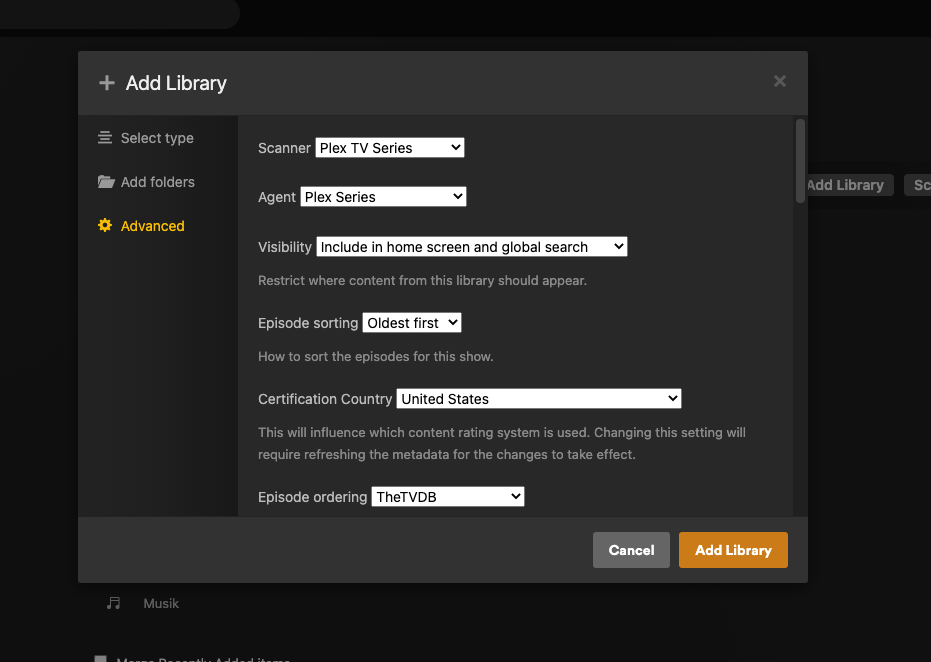 Add Library
Select type
Add folders
Advanced
Scanner Plex TV Series
Agent Plex Series
Visibility Include in home screen and global search
Restrict where content from this library should appear.
Episode sorting Oldest first
How to sort the episodes for this show.
Certification Country United States
This will influence which content rating system is used. Changing this setting will
require refreshing the metadata for the changes to take effect.
Episode ordering TheTVDB
Cancel Add Library
Add Library Sc
Musik
Merge Recently Added items